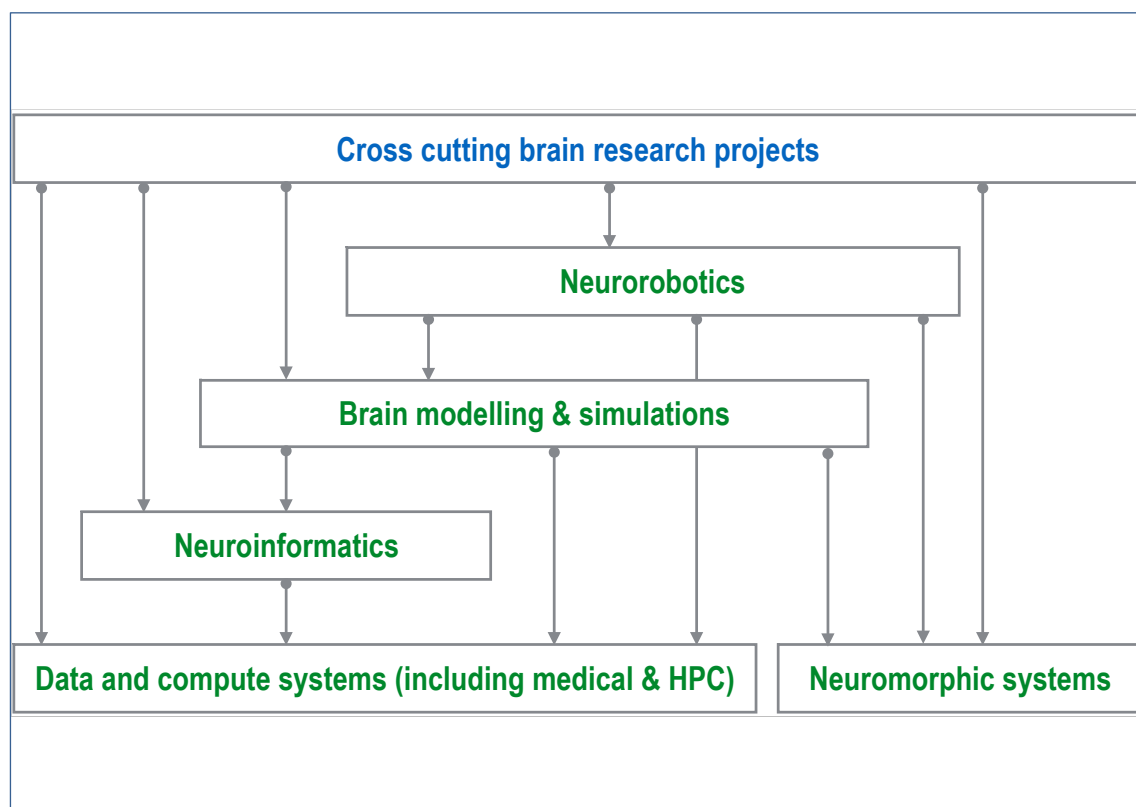 Cross cutting brain research projects
Neurorobotics
Brain modelling & simulations
Neuroinformatics
Data and compute systems (including medical & HPC)
Neuromorphic systems